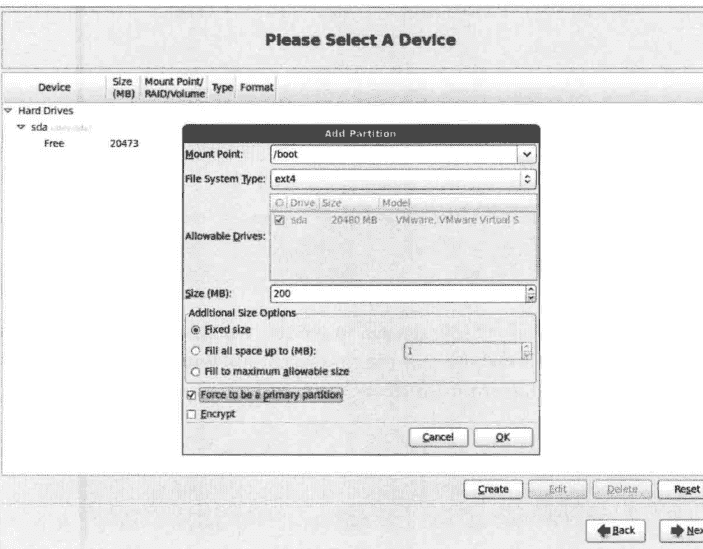 Please Select A Device
Device Size (MB) Mount Point/ RAID/Volume Type Format
Hard Drives
sda
Free 20473
Add Partition
Mount Point: /boot
File System Type: ext4
Drive Size Model
sda 20480 MB VMware, VMware Virtual S
Allowable Drives:
Size (MB): 200
Additional Size Options
Fixed size
Fill all space up to (MB): 1
Fill to maximum allowable size
Force to be a primary partition
Encrypt
Cancel OK
Create Edit Delete Reset
Back Nex